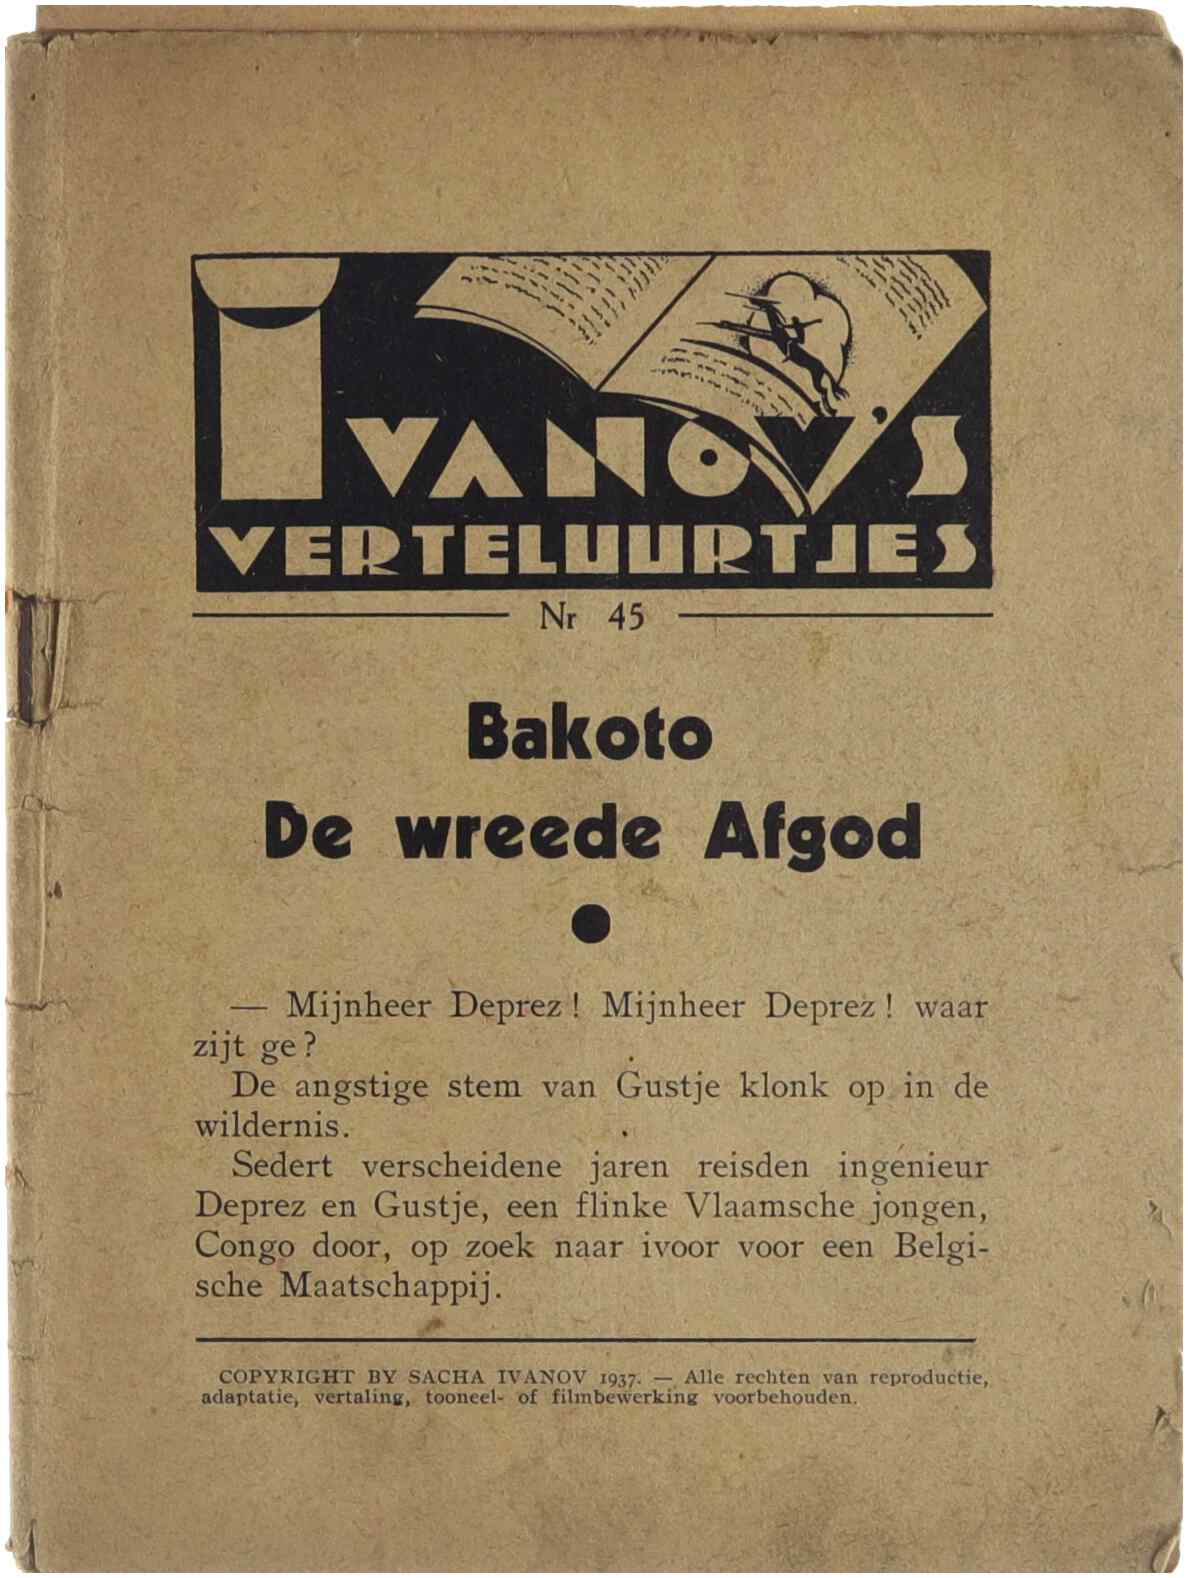 IVANOV'S
VERTELUURTJES
Nr 45
Bakoto
De wreede Afgod
— Mijnheer Deprez! Mijnheer Deprez! waar
zijt ge?
De angstige stem van Gustje klonk op in de
wildernis.
Sedert verscheidene jaren reisden ingenieur
Deprez en Gustje, een flinke Vlaamsche jongen,
Congo door, op zoek naar ivoor voor een Belgi-
sche Maatschappij.
COPYRIGHT BY SACHA IVANOV 1937. — Alle rechten van reproductie,
adaptatie, vertaling, tooneel- of filmbewerking voorbehouden.